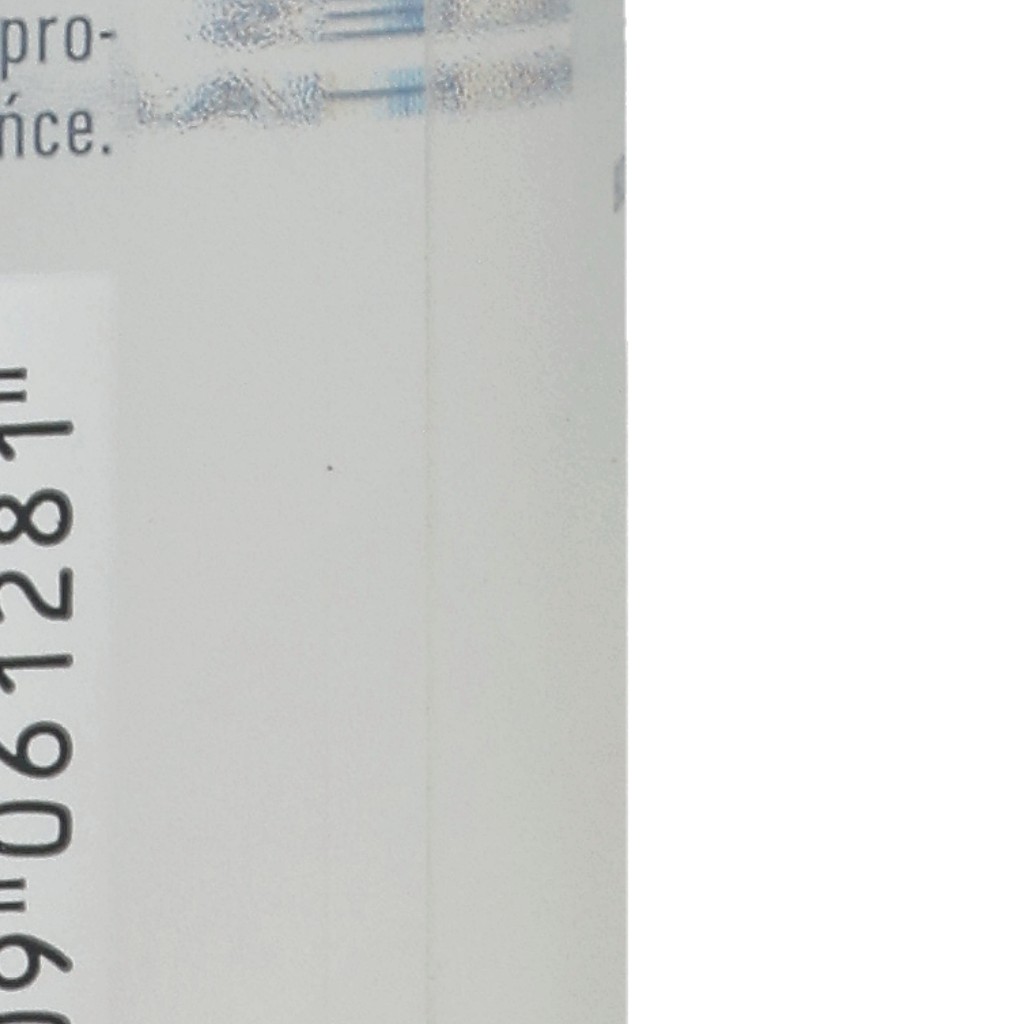 pro-
ńce.
9 061281